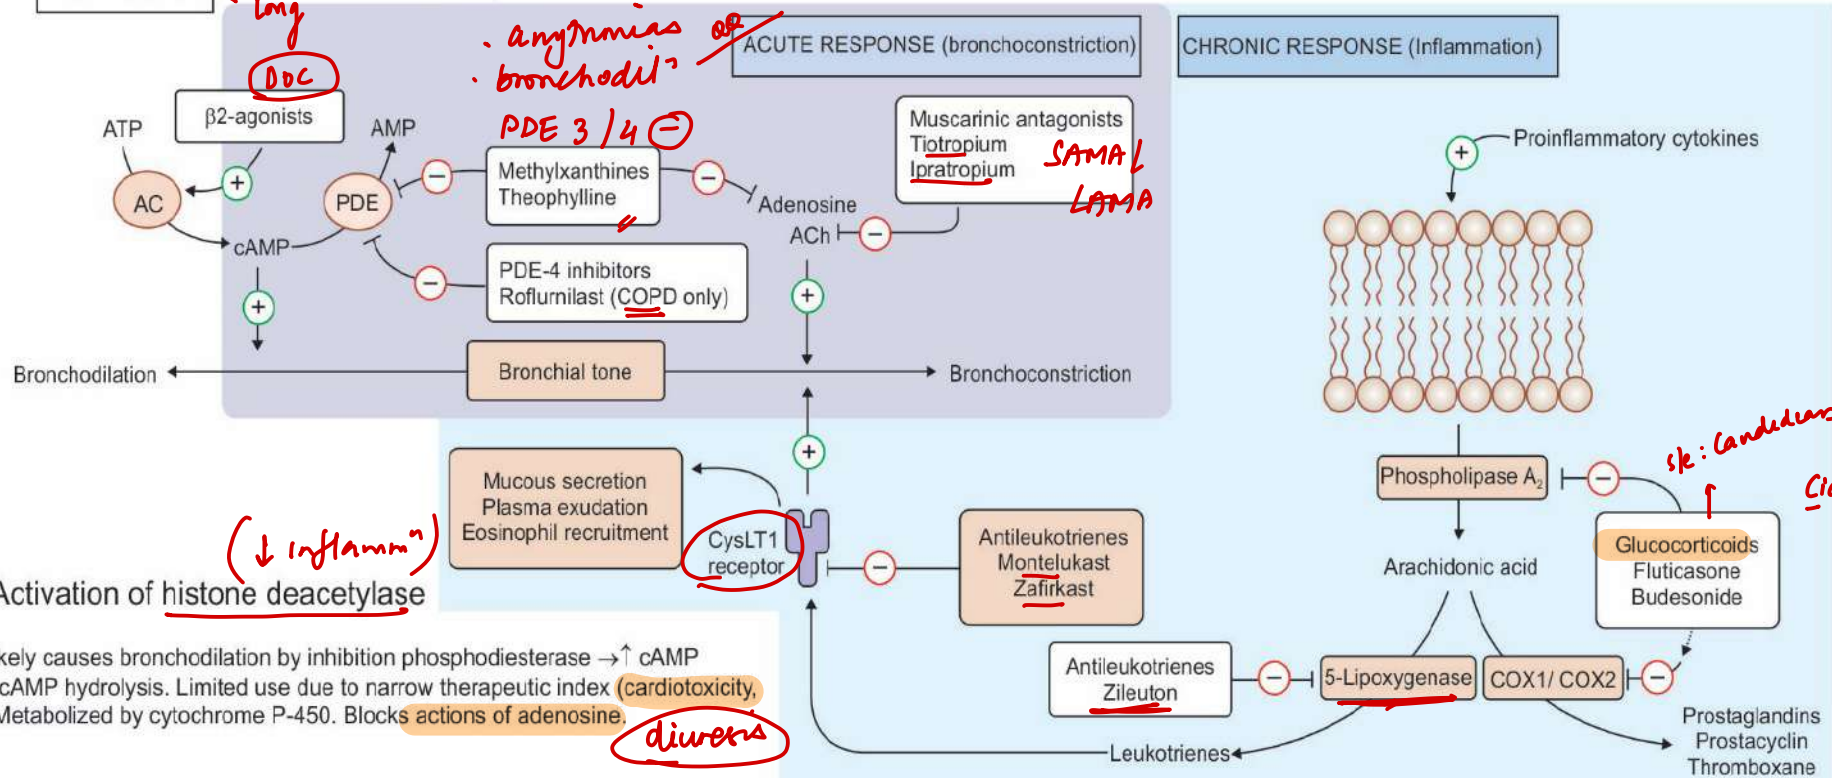 Long
DOC
. arrythmias
. bronchodilⁿ
PDE 3/4 ⊖
ACUTE RESPONSE (bronchoconstriction)
CHRONIC RESPONSE (Inflammation)
β2-agonists
ATP
AMP
AC
+
PDE
−
Methylxanthines
Theophylline
−
Adenosine
ACh
−
Muscarinic antagonists
Tiotropium
Ipratropium
SAMA
LAMA
+
Proinflammatory cytokines
cAMP
+
−
PDE-4 inhibitors
Roflurnilast (COPD only)
+
Bronchodilation
Bronchial tone
Bronchoconstriction
+
Mucous secretion
Plasma exudation
Eosinophil recruitment
CysLT1
receptor
−
Antileukotrienes
Montelukast
Zafirkast
Phospholipase A₂
−
s/e:
Glucocorticoids
Fluticasone
Budesonide
Arachidonic acid
(↓ inflammⁿ)
Activation of histone deacetylase
kely causes bronchodilation by inhibition phosphodiesterase →↑ cAMP
cAMP hydrolysis. Limited use due to narrow therapeutic index (cardiotoxicity,
Metabolized by cytochrome P-450. Blocks actions of adenosine.
diuresis
Antileukotrienes
Zileuton
−
5-Lipoxygenase
COX1/ COX2
−
Leukotrienes
Prostaglandins
Prostacyclin
Thromboxane